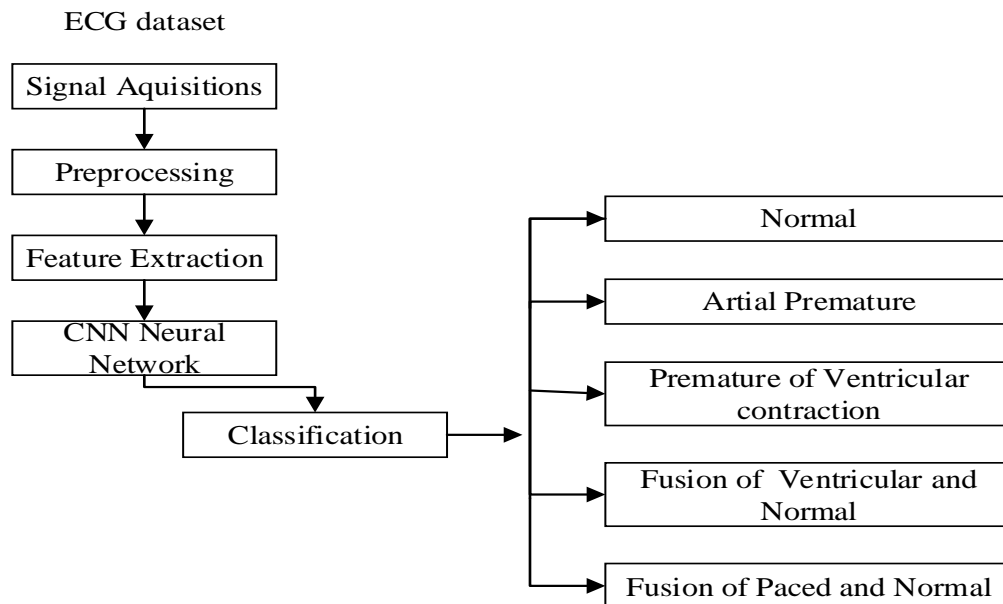 ECG dataset
Signal Aquisitions
Preprocessing
Feature Extraction
CNN Neural
Network
Classification
Normal
Artial Premature
Premature of Ventricular
contraction
Fusion of Ventricular and
Normal
Fusion of Paced and Normal